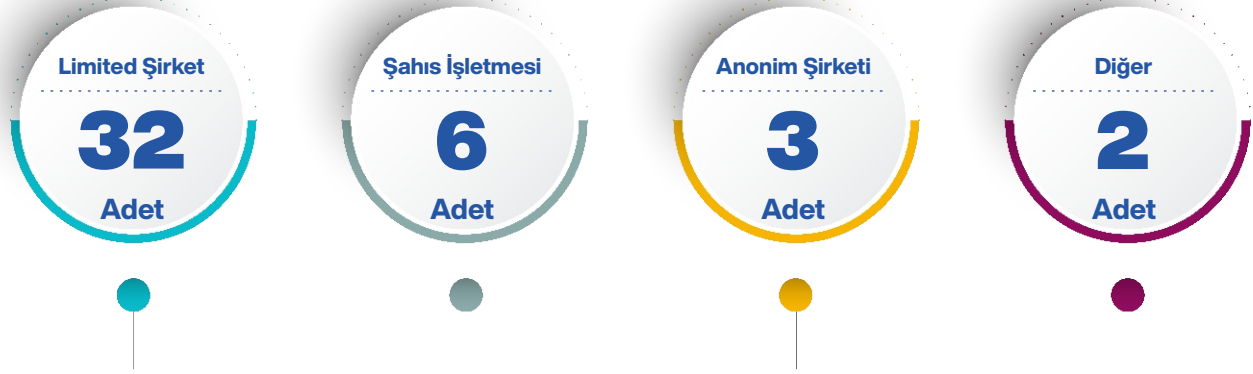 Limited Şirket
32
Adet
Şahıs İşletmesi
6
Adet
Anonim Şirketi
3
Adet
Diğer
2
Adet